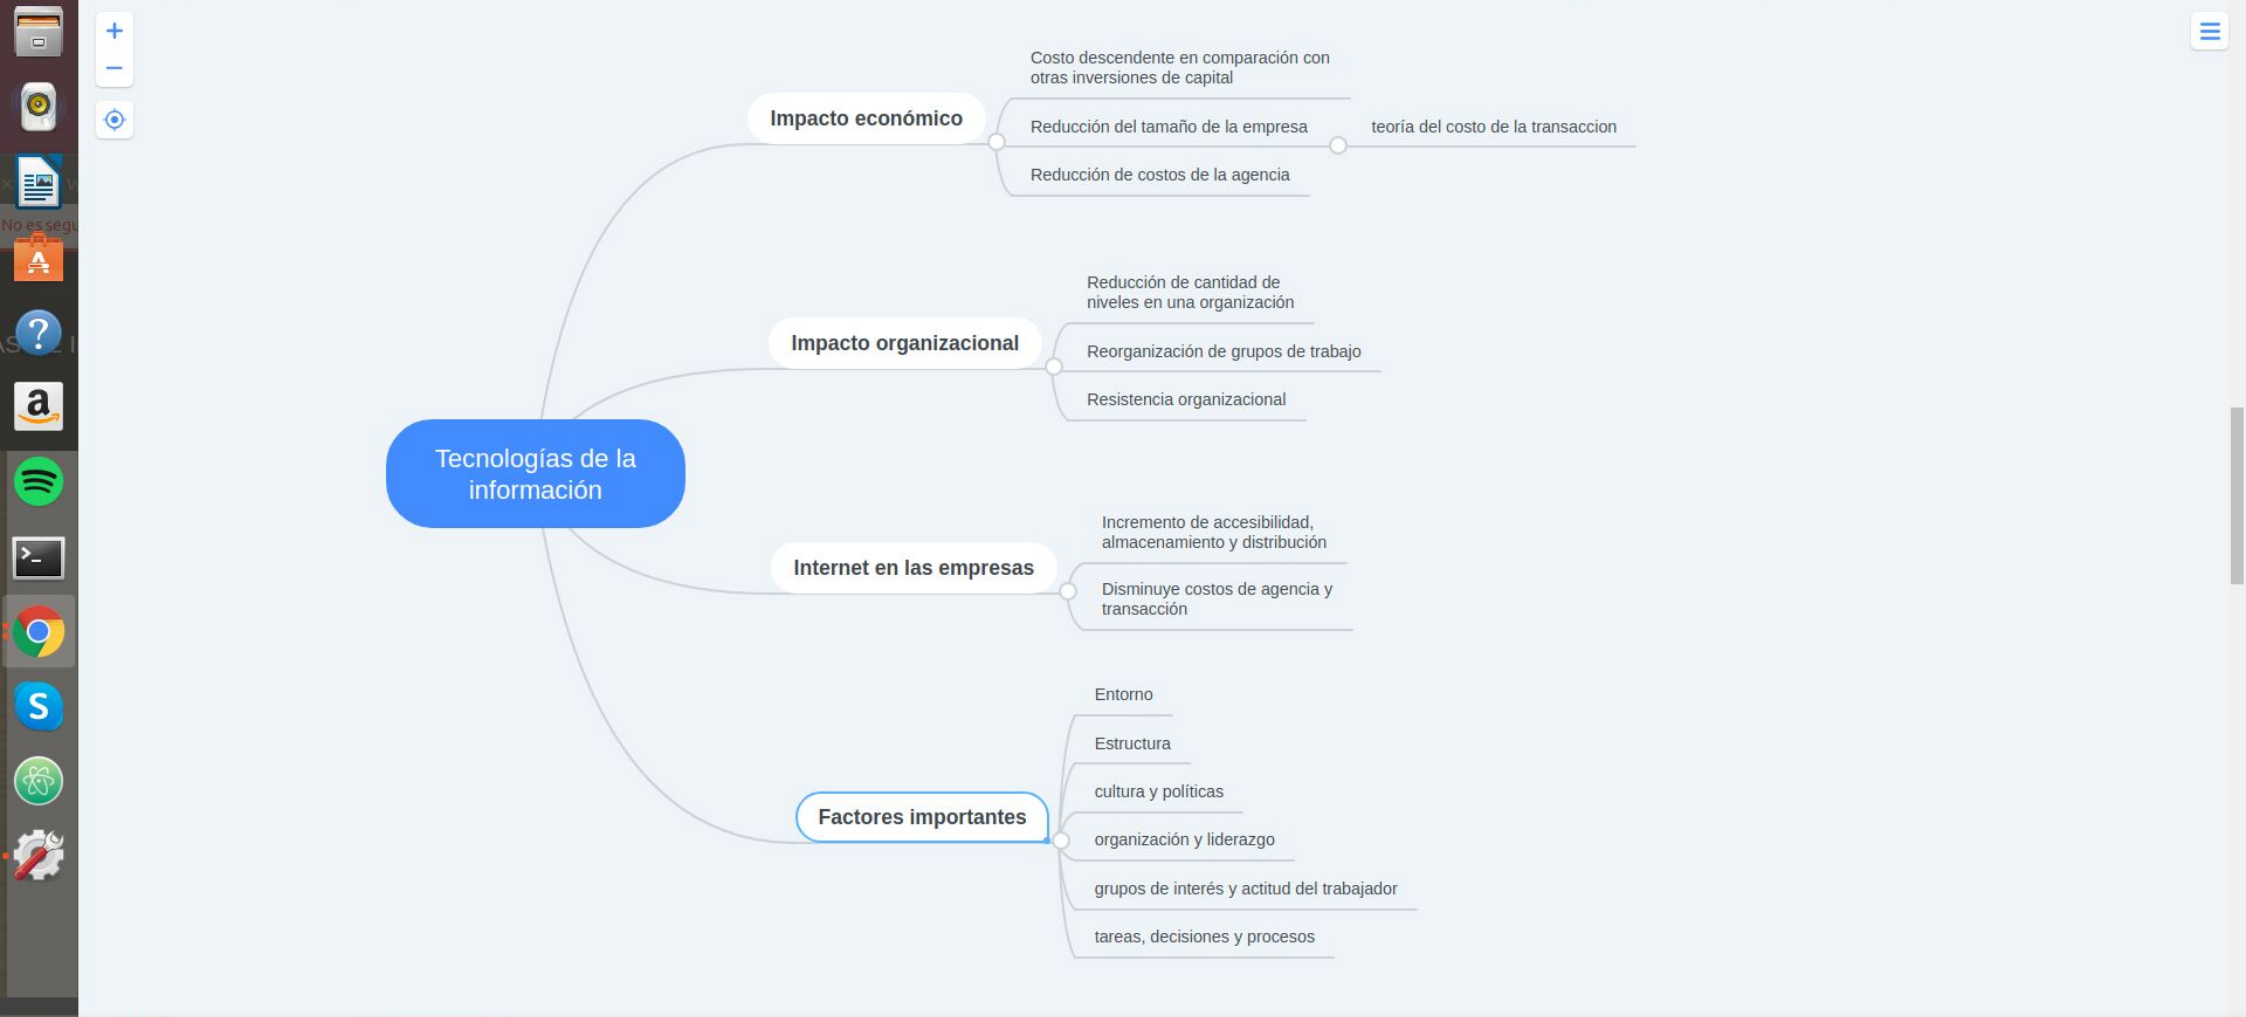 Costo descendente en comparación con
otras inversiones de capital
Impacto económico
Reducción del tamaño de la empresa
teoría del costo de la transaccion
Reducción de costos de la agencia
No es segu
Reducción de cantidad de
niveles en una organización
Impacto organizacional
Reorganización de grupos de trabajo
Resistencia organizacional
Tecnologías de la
información
Incremento de accesibilidad,
almacenamiento y distribución
Internet en las empresas
Disminuye costos de agencia y
transacción
Entorno
Estructura
cultura y políticas
Factores importantes
organización y liderazgo
grupos de interés y actitud del trabajador
tareas, decisiones y procesos